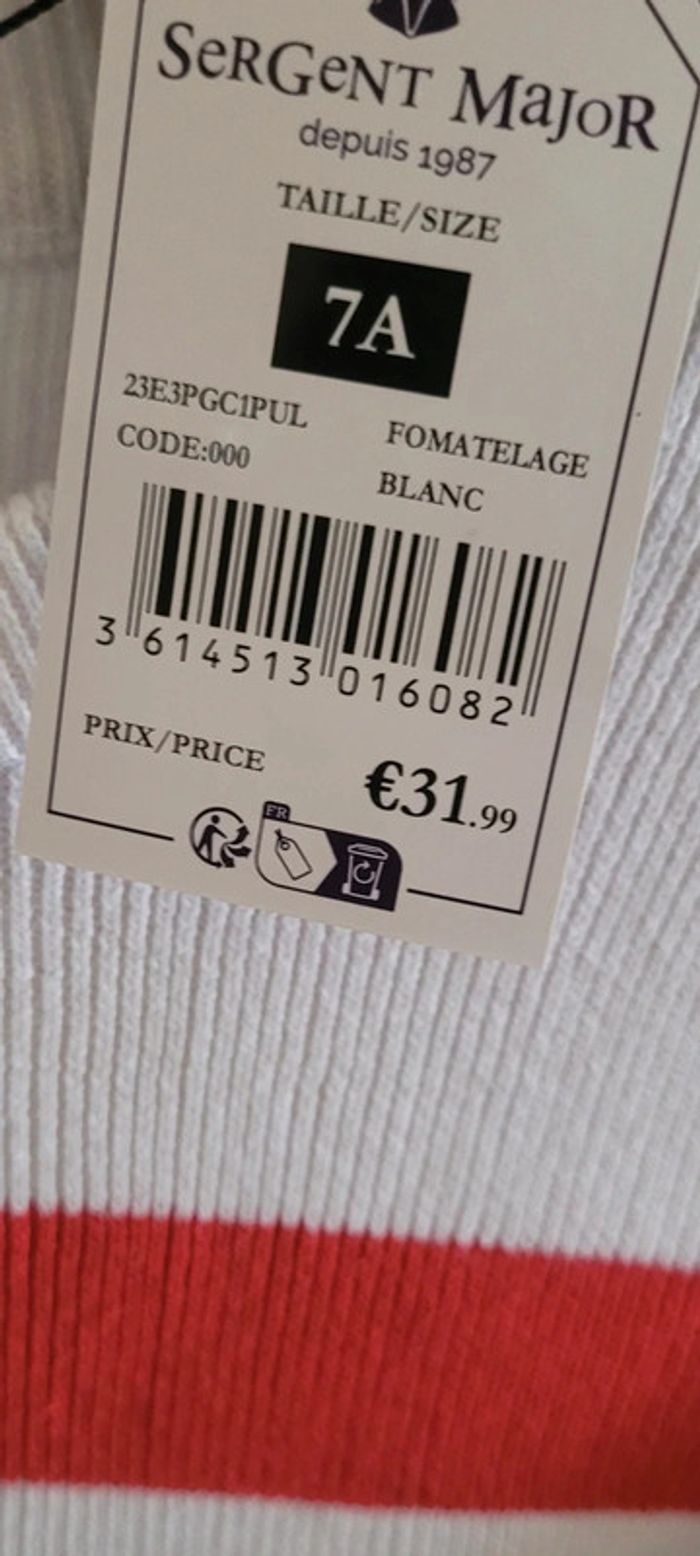 SeRGeNT MaJoR
depuis 1987
TAILLE/SIZE
7A
23E3PGC1PUL FOMATELAGE
CODE:000 BLANC
3 614513 016082
PRIX/PRICE €31.99
FR